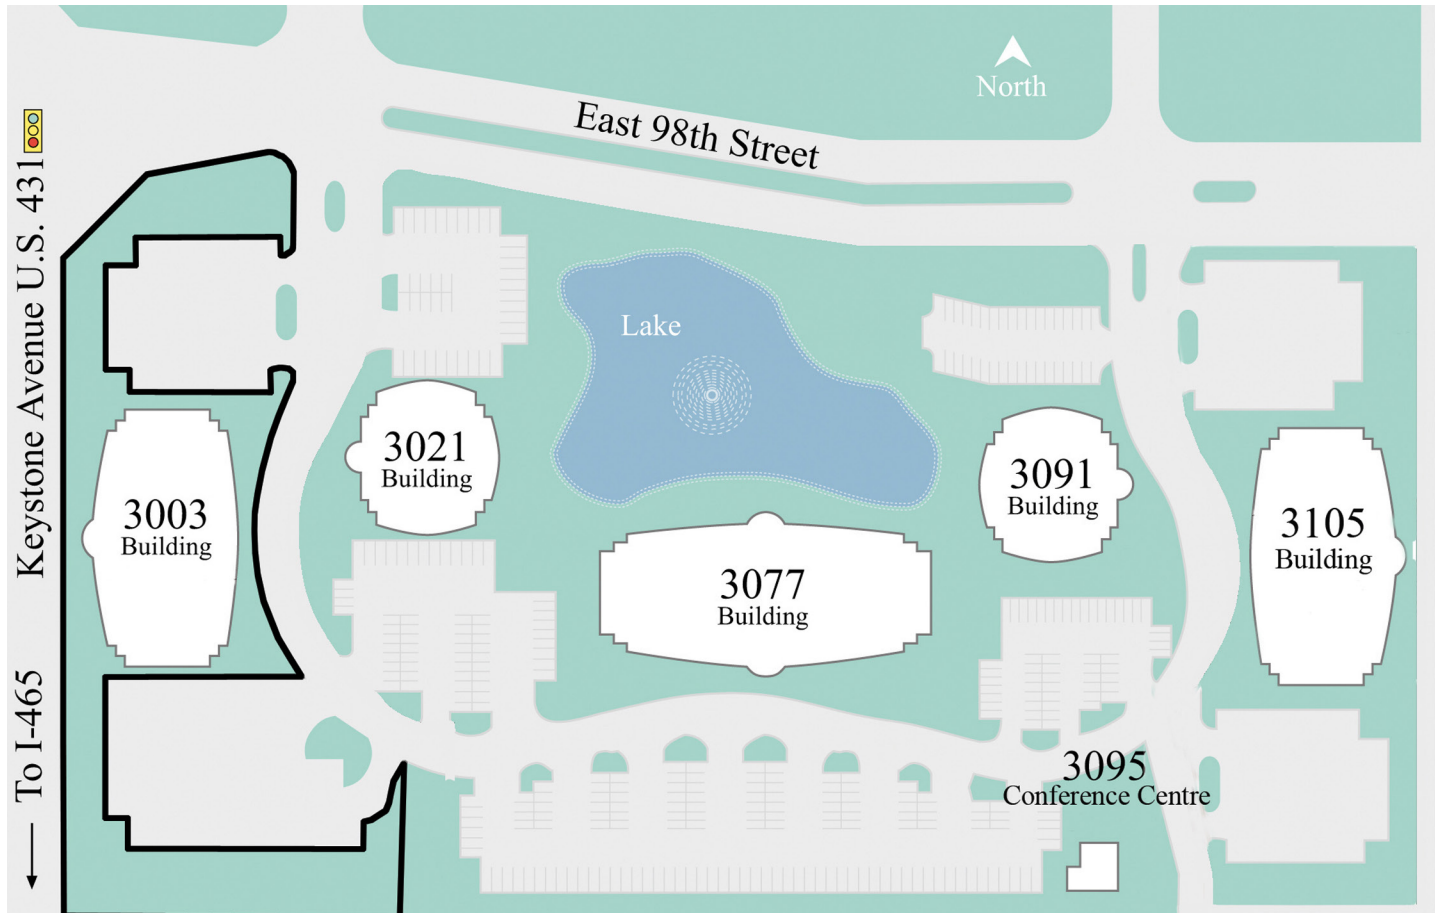 North
East 98th Street
Keystone Avenue U.S. 431
To I-465
Lake
3021
Building
3091
Building
3003
Building
3105
Building
3077
Building
3095
Conference Centre